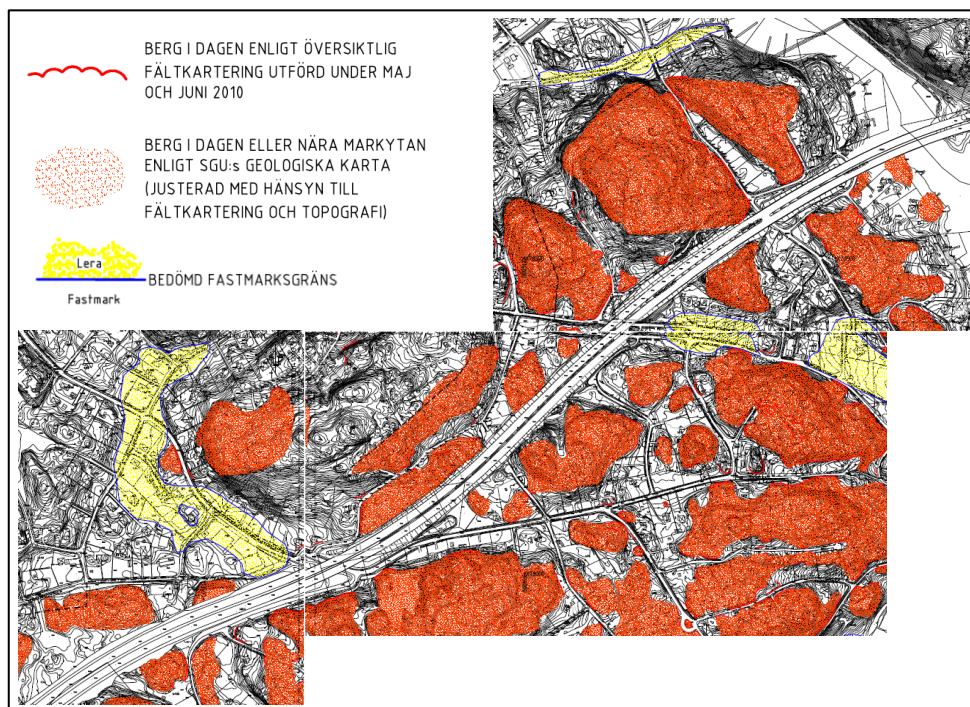 BERG I DAGEN ENLIGT ÖVERSIKTLIG
FÄLTKARTERING UTFÖRD UNDER MAJ
OCH JUNI 2010
BERG I DAGEN ELLER NÄRA MARKYTAN
ENLIGT SGU:s GEOLOGISKA KARTA
(JUSTERAD MED HÄNSYN TILL
FÄLTKARTERING OCH TOPOGRAFI)
Lera
BEDÖMD FASTMARKSGRÄNS
Fastmark